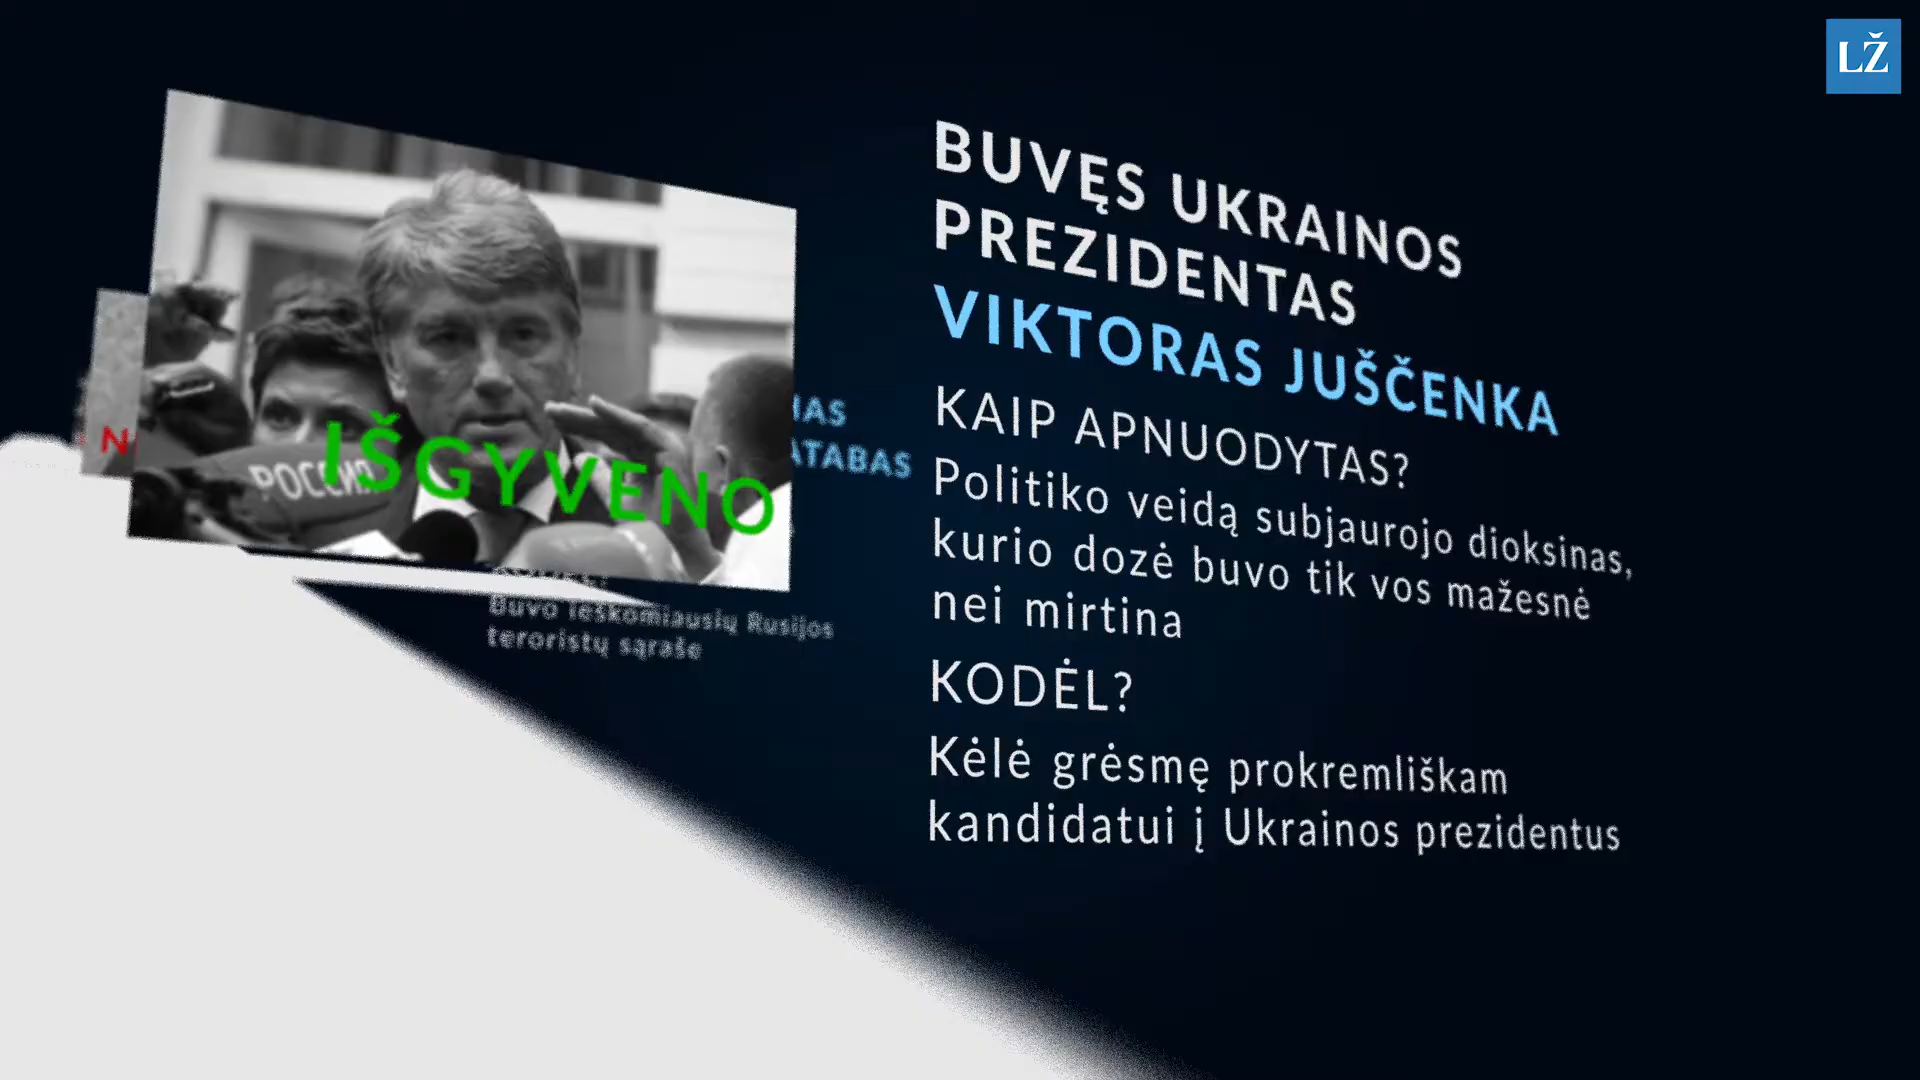 LŽ
BUVĘS UKRAINOS
PREZIDENTAS
VIKTORAS JUŠČENKA
KAIP APNUODYTAS?
Politiko veidą subjaurojo dioksinas,
kurio dozė buvo tik vos mažesnė
nei mirtina
KODĖL?
Kėlė grėsmę prokremliškam
kandidatui į Ukrainos prezidentus
РОССИЯ
IŠGYVENO
Buvo ieškomiausių Rusijos
teroristų sąraše